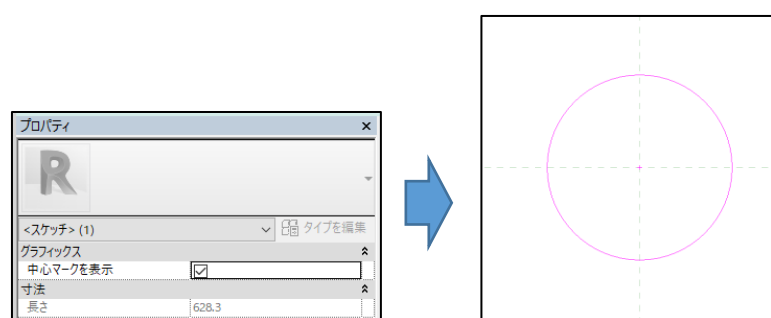 プロパティ
R
<スケッチ> (1) タイプを編集
グラフィックス
中心マークを表示
寸法
長さ 628.3